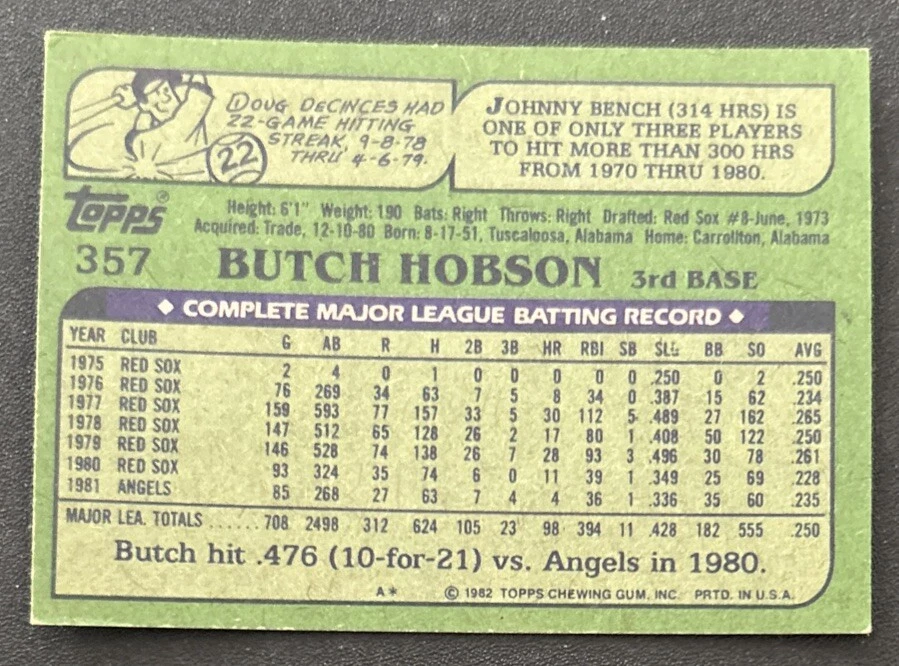 DOUG DECINCES HAD
22-GAME HITTING
STREAK, 9-8-78
THRU 4-6-79.
22
JOHNNY BENCH (314 HRS) IS
ONE OF ONLY THREE PLAYERS
TO HIT MORE THAN 300 HRS
FROM 1970 THRU 1980.
Topps®
Height: 6'1" Weight: 190 Bats: Right Throws: Right Drafted: Red Sox #8-June, 1973
Acquired: Trade, 12-10-80 Born: 8-17-51, Tuscaloosa, Alabama Home: Carrollton, Alabama
357 BUTCH HOBSON 3rd BASE
◆ COMPLETE MAJOR LEAGUE BATTING RECORD ◆
YEAR CLUB G AB R H 2B 3B HR RBI SB SLG BB SO AVG
1975 RED SOX 2 4 0 1 0 0 0 0 0 .250 0 2 .250
1976 RED SOX 76 269 34 63 7 5 8 34 0 .387 15 62 .234
1977 RED SOX 159 593 77 157 33 5 30 112 5 .489 27 162 .265
1978 RED SOX 147 512 65 128 26 2 17 80 1 .408 50 122 .250
1979 RED SOX 146 528 74 138 26 7 28 93 3 .496 30 78 .261
1980 RED SOX 93 324 35 74 6 0 11 39 1 .349 25 69 .228
1981 ANGELS 85 268 27 63 7 4 4 36 1 .336 35 60 .235
MAJOR LEA. TOTALS ...... 708 2498 312 624 105 23 98 394 11 .428 182 555 .250
Butch hit .476 (10-for-21) vs. Angels in 1980.
A* © 1982 TOPPS CHEWING GUM, INC. PRTD. IN U.S.A.